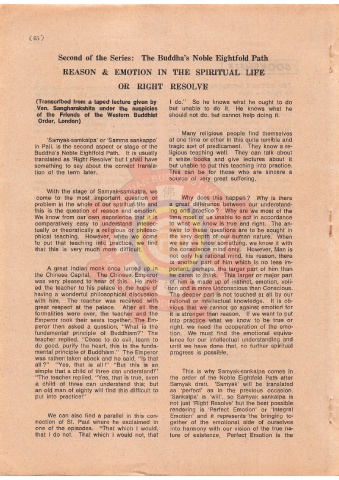 (65)
Second of the Series: The Buddha's Noble Eightfold Path
REASON & EMOTION IN THE SPIRITUAL LIFE
OR RIGHT RESOLVE
(Transcribed from a taped lecture given by
Ven. Sangharakshita under the auspices
of the Friends of the Western Buddhist
Order, London)
'Samyak-samkalpa' or 'Samma sankappo'
in Pali, is the second aspect or stage of the
Buddha's Noble Eightfold Path. It is usually
translated as 'Right Resolve' but I shall have
something to say about the correct transla-
tion of the term later.
With the stage of Samyak-samkalpa, we
come to the most important question or
problem in the whole of our spiritual life and
this is the question of reason and emotion.
We know from our own experience that it is
comparatively easy to understand intellec-
tually or theoretically a religious or philoso-
phical teaching. However, when we come
to put that teaching into practice, we find
that this is very much more difficult.
A great Indian monk once turned up in
the Chinese Capital. The Chinese Emperor
was very pleased to hear of this. He invi-
ted the teacher to his palace in the hope of
having a wonderful philosophical discussion
with him. The teacher was received with
great respect into the palace. When all the
formalities were over, the teacher and the
Emperor took their seats together. The Em-
peror then asked a question, "What is the
fundamental principle of Buddhism?" The
teacher replied, "Cease to do evil, learn to
do good, purify the heart, this is the funda-
mental principle of Buddhism." The Emperor
was rather taken aback and he said, "Is that
all?" "Yes, that is all!" "But this is so
simple that a child of three can understand!"
The teacher replied, "Yes, that is true, even
a child of three can understand this; but
an old man of eighty will find this difficult to
put into practice!"
We can also find a parallel in this con-
nection of St. Paul where he exclaimed in
one of the episodes. "That which I would,
that I do not. That which I would not, that
I do." So he knows what he ought to do
but unable to do it. He knows what he
should not do, but cannot help doing it.
Many religious people find themselves
at one time or other in this quite terrible and
tragic sort of predicament. They know a re-
ligious teaching well. They can talk about
it, write books and give lectures about it
but unable to put this teaching into practice.
This can be for those who are sincere a
source of very great suffering.
Why does this happen? Why is there
a great difference between our understand-
ing and practice? Why are we most of the
time most of us unable to act in accordance
to what we know is true and right? The an-
swer to these questions are to be sought in
the very depth of our human nature. When
we say we know something, we know it with
the conscious mind only. However, Man is
not only his rational mind, his reason, there
is another part of him which is no less im-
portant, perhaps, the larger part of him than
he cares to think. This larger or major part
of him is made up of instinct, emotion, voli-
tion and is more Unconscious than Conscious.
The deeper part is not touched at all by our
rational or intellectual knowledge. It is ob-
vious that we cannot go against emotion for
it is stronger than reason. If we want to put
into practice what we know to be true or
right we need the cooperation of the emo-
tion. We must find the emotional equiva-
lence for our intellectual understanding and
until we have done that, no further spiritual
progress is possible.
This is why Samyak-samkalpa comes in
the order of the Noble Eightfold Path after
Samyak drsti. 'Samyak' will be translated
as 'perfect' as in the previous occasion.
'Samkalpa' is 'will', so Samyak samkalpa is
not just 'Right Resolve' but the best possible
rendering is 'Perfect Emotion' or 'Integral
Emotion' and it represents the bringing to-
gether of the emotional side of ourselves
into harmony with our vision of the true na-
ture of existence, Perfect Emotion is the